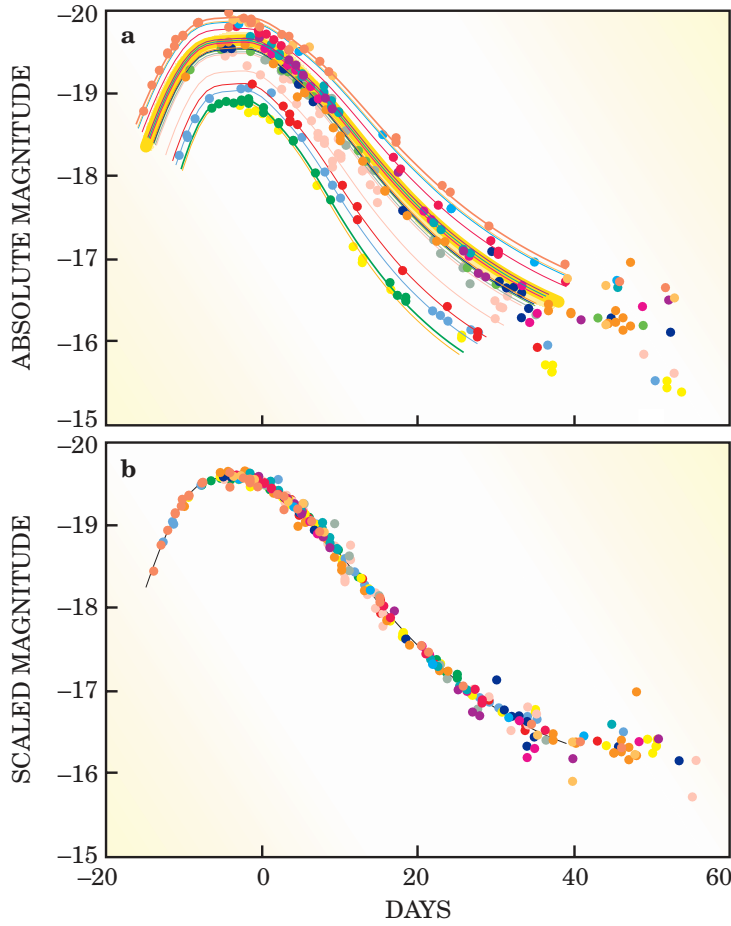 –20
a
–19
–18
–17
–16
–15
ABSOLUTE MAGNITUDE
–20
b
–19
–18
–17
–16
–15
SCALED MAGNITUDE
–20 0 20 40 60
DAYS